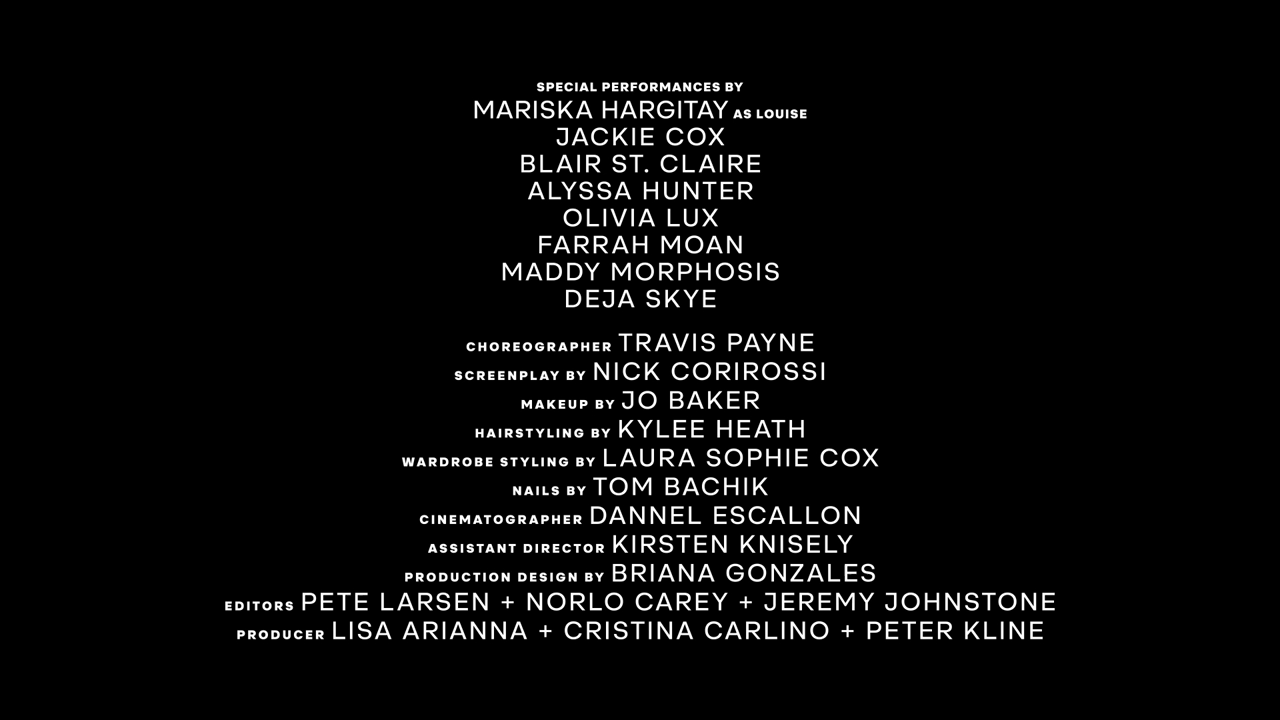 SPECIAL PERFORMANCES BY
MARISKA HARGITAY AS LOUISE
JACKIE COX
BLAIR ST. CLAIRE
ALYSSA HUNTER
OLIVIA LUX
FARRAH MOAN
MADDY MORPHOSIS
DEJA SKYE
CHOREOGRAPHER TRAVIS PAYNE
SCREENPLAY BY NICK CORIROSSI
MAKEUP BY JO BAKER
HAIRSTYLING BY KYLEE HEATH
WARDROBE STYLING BY LAURA SOPHIE COX
NAILS BY TOM BACHIK
CINEMATOGRAPHER DANNEL ESCALLON
ASSISTANT DIRECTOR KIRSTEN KNISELY
PRODUCTION DESIGN BY BRIANA GONZALES
EDITORS PETE LARSEN + NORLO CAREY + JEREMY JOHNSTONE
PRODUCER LISA ARIANNA + CRISTINA CARLINO + PETER KLINE